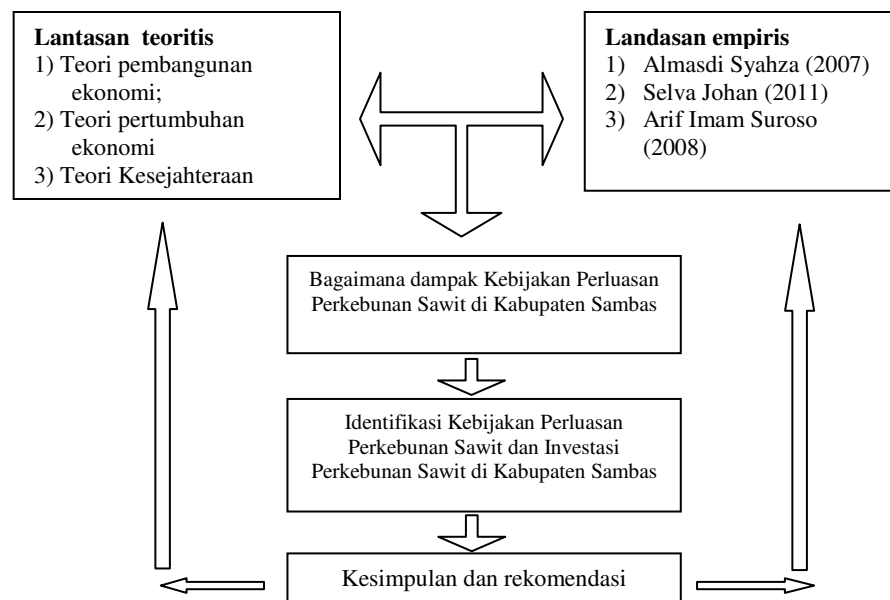 Lantasan  teoritis
1) Teori pembangunan
ekonomi;
2) Teori pertumbuhan
ekonomi
3) Teori Kesejahteraan
Landasan empiris
1) Almasdi Syahza (2007)
2) Selva Johan (2011)
3) Arif Imam Suroso
(2008)
Bagaimana dampak Kebijakan Perluasan
Perkebunan Sawit di Kabupaten Sambas
Identifikasi Kebijakan Perluasan
Perkebunan Sawit dan Investasi
Perkebunan Sawit di Kabupaten Sambas
Kesimpulan dan rekomendasi